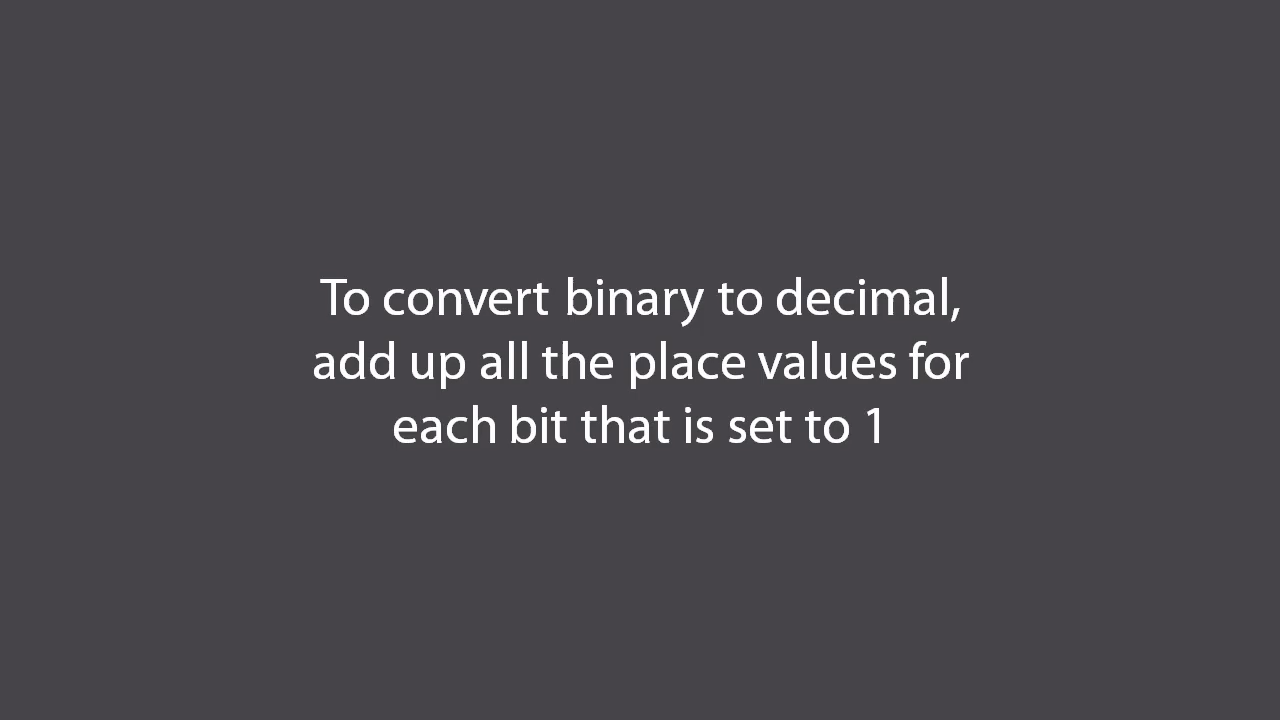 To convert binary to decimal,
add up all the place values for
each bit that is set to 1